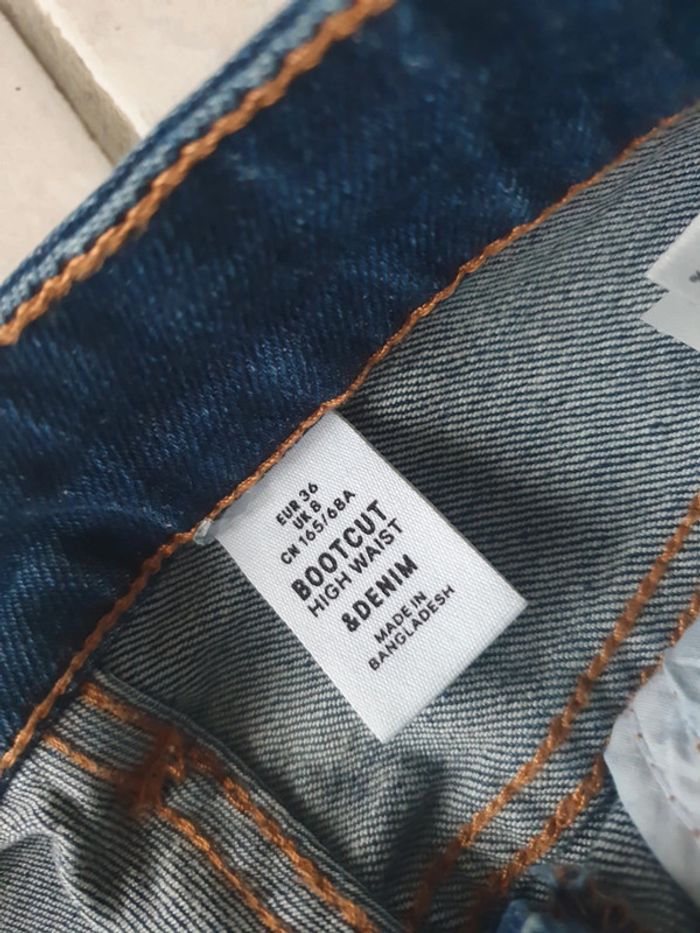 EUR 36
UK 8
CN 165/68A
BOOTCUT
HIGH WAIST
&DENIM
MADE IN
BANGLADESH